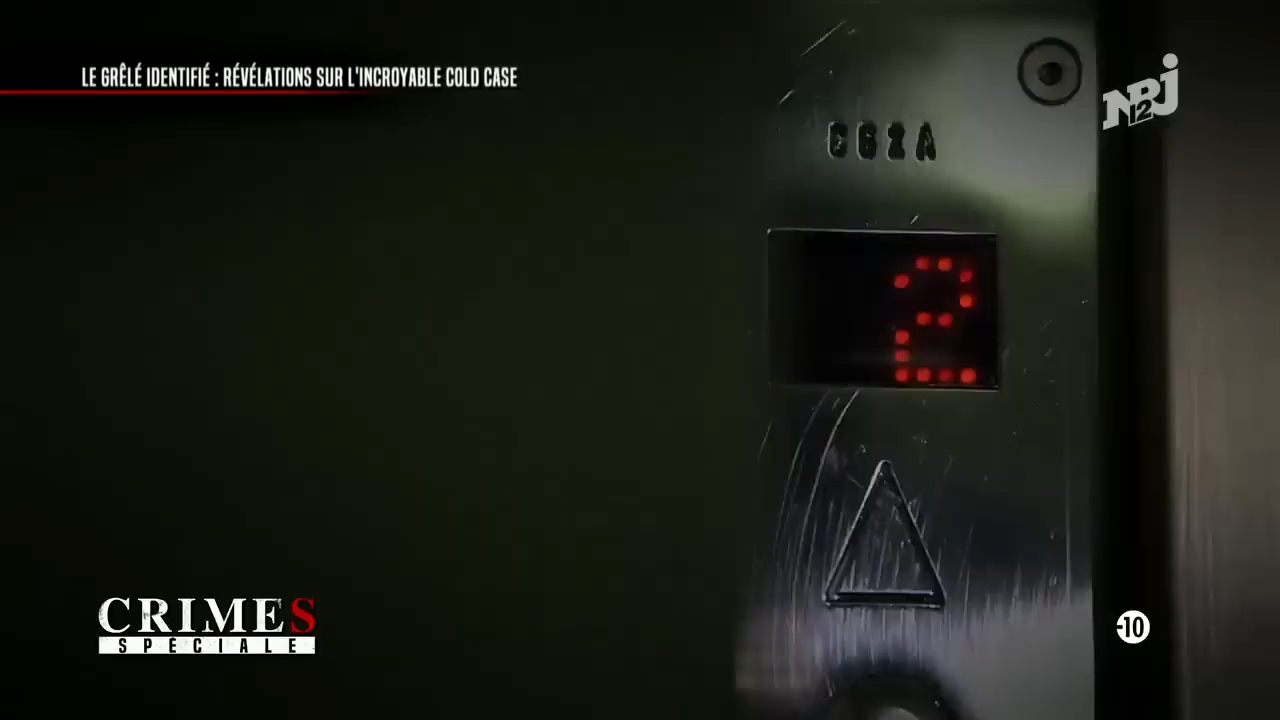 LE GRÊLÉ IDENTIFIÉ : RÉVÉLATIONS SUR L'INCROYABLE COLD CASE
NRJ
12
2
CRIMES
SPÉCIALE
-10